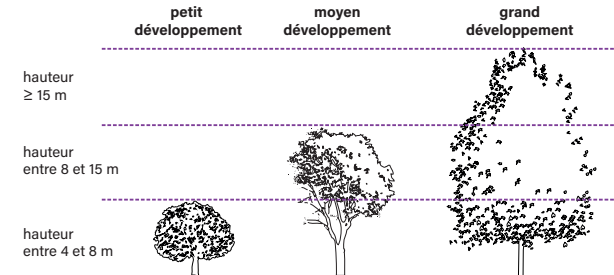 petit
développement
moyen
développement
grand
développement
hauteur
≥ 15 m
hauteur
entre 8 et 15 m
hauteur
entre 4 et 8 m